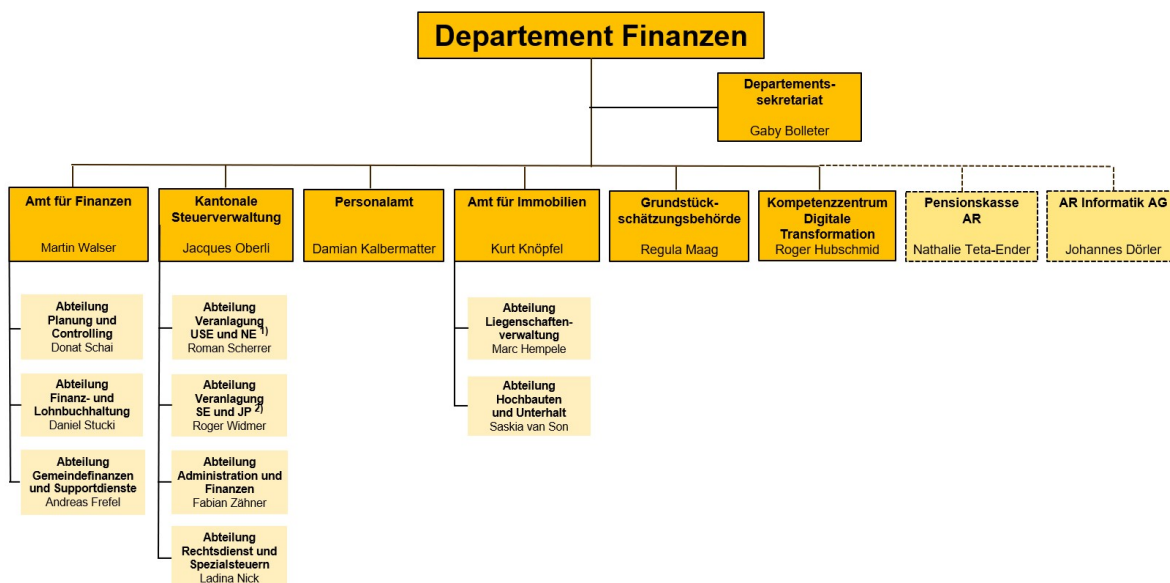 Departement Finanzen
Departements-
sekretariat
Gaby Bolleter
Amt für Finanzen
Martin Walser
Kantonale
Steuerverwaltung
Jacques Oberli
Personalamt
Damian Kalbermatter
Amt für Immobilien
Kurt Knöpfel
Grundstück-
schätzungsbehörde
Regula Maag
Kompetenzzentrum
Digitale
Transformation
Roger Hubschmid
Pensionskasse
AR
Nathalie Teta-Ender
AR Informatik AG
Johannes Dörler
Abteilung
Planung und
Controlling
Donat Schai
Abteilung
Finanz- und
Lohnbuchhaltung
Daniel Stucki
Abteilung
Gemeindefinanzen
und Supportdienste
Andreas Frefel
Abteilung
Veranlagung
USE und NE 1)
Roman Scherrer
Abteilung
Veranlagung
SE und JP 2)
Roger Widmer
Abteilung
Administration und
Finanzen
Fabian Zähner
Abteilung
Rechtsdienst und
Spezialsteuern
Ladina Nick
Abteilung
Liegenschaften-
verwaltung
Marc Hempele
Abteilung
Hochbauten
und Unterhalt
Saskia van Son